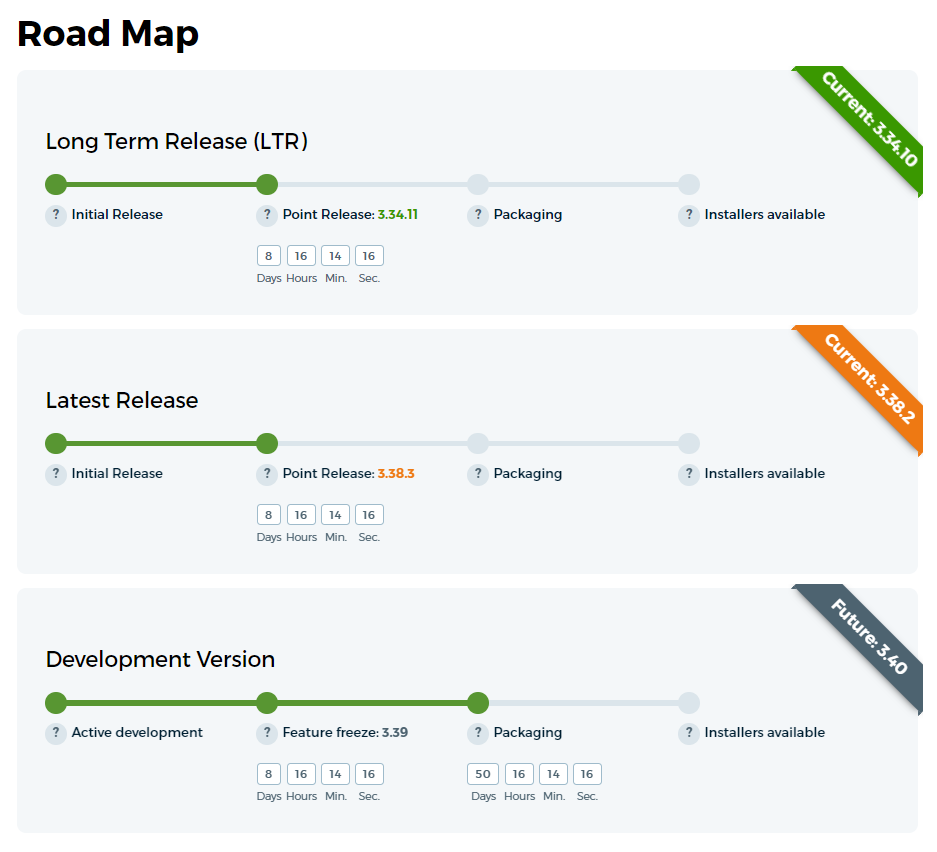 Road Map
Current: 3.34.10
Long Term Release (LTR)
? Initial Release ? Point Release: 3.34.11 ? Packaging ? Installers available
8 16 14 16
Days Hours Min. Sec.
Current: 3.38.2
Latest Release
? Initial Release ? Point Release: 3.38.3 ? Packaging ? Installers available
8 16 14 16
Days Hours Min. Sec.
Future: 3.40
Development Version
? Active development ? Feature freeze: 3.39 ? Packaging ? Installers available
8 16 14 16 50 16 14 16
Days Hours Min. Sec. Days Hours Min. Sec.